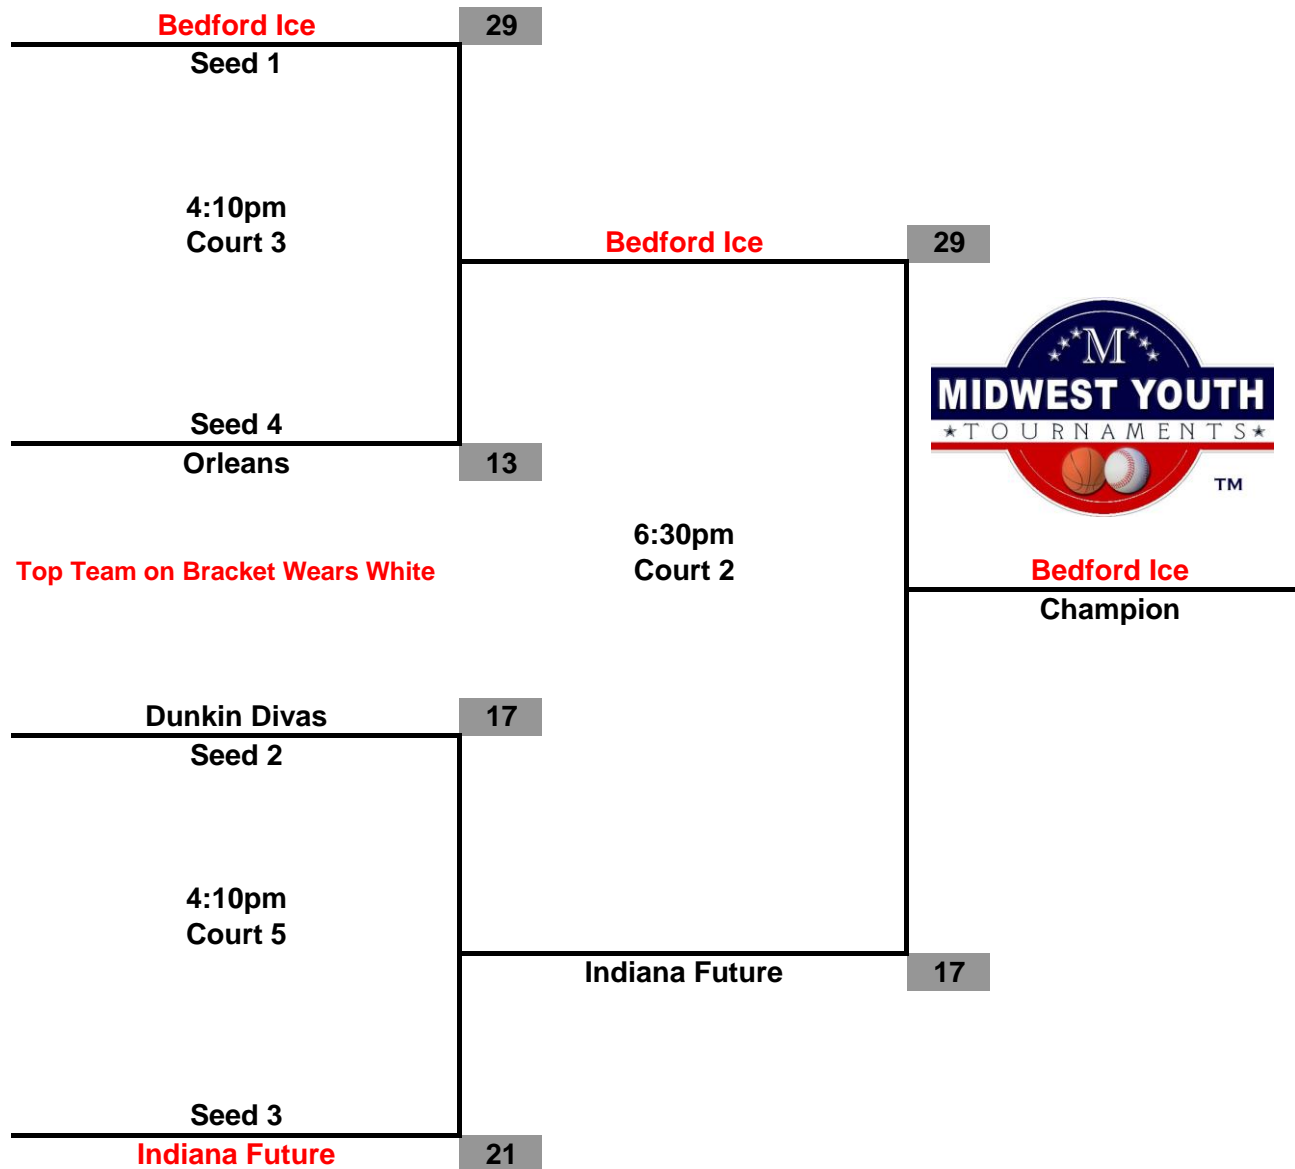 Bedford Ice 29
Seed 1
4:10pm
Court 3
Bedford Ice 29
M
MIDWEST YOUTH
TOURNAMENTS
TM
Seed 4
Orleans 13
6:30pm
Court 2
Top Team on Bracket Wears White
Bedford Ice
Champion
Dunkin Divas 17
Seed 2
4:10pm
Court 5
Indiana Future 17
Seed 3
Indiana Future 21